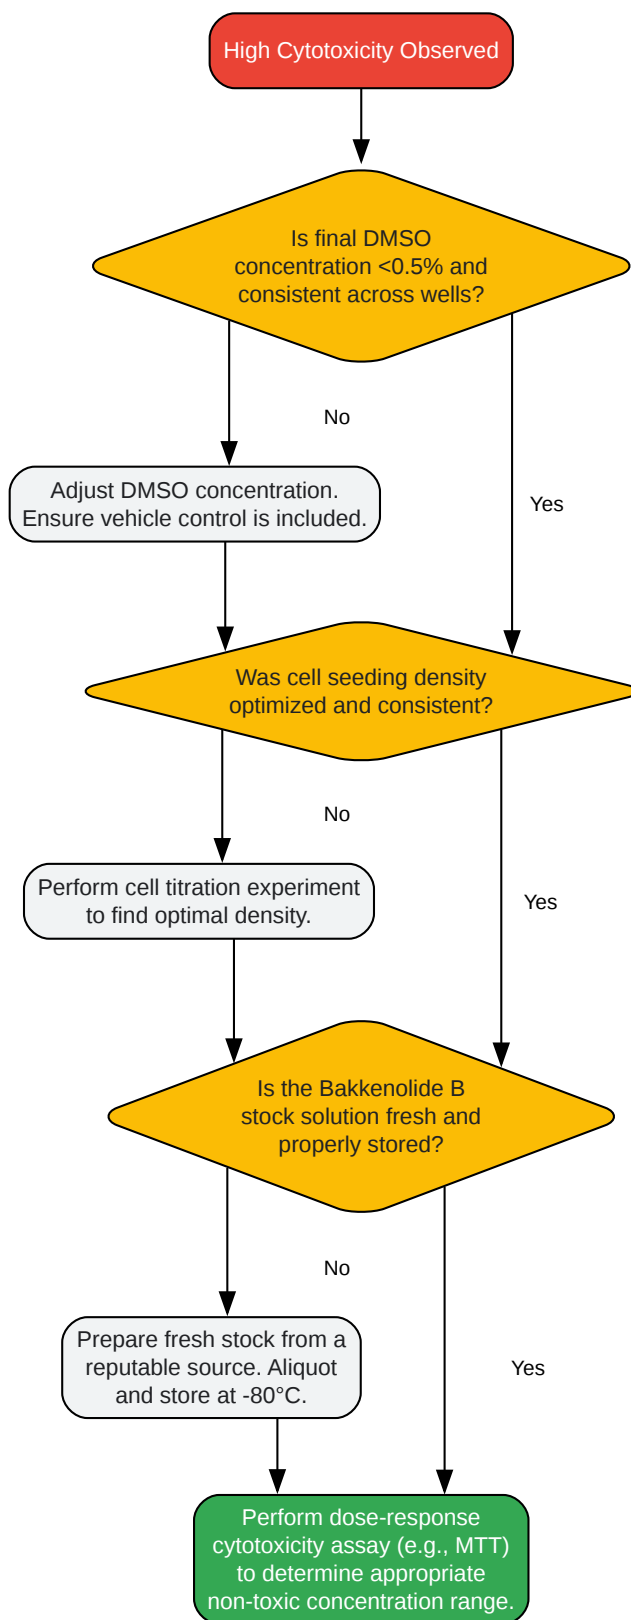 High Cytotoxicity Observed
Is final DMSO
concentration <0.5% and
consistent across wells?
No
Adjust DMSO concentration.
Ensure vehicle control is included.
Yes
Was cell seeding density
optimized and consistent?
No
Perform cell titration experiment
to find optimal density.
Yes
Is the Bakkenolide B
stock solution fresh and
properly stored?
No
Prepare fresh stock from a
reputable source. Aliquot
and store at -80°C.
Yes
Perform dose-response
cytotoxicity assay (e.g., MTT)
to determine appropriate
non-toxic concentration range.